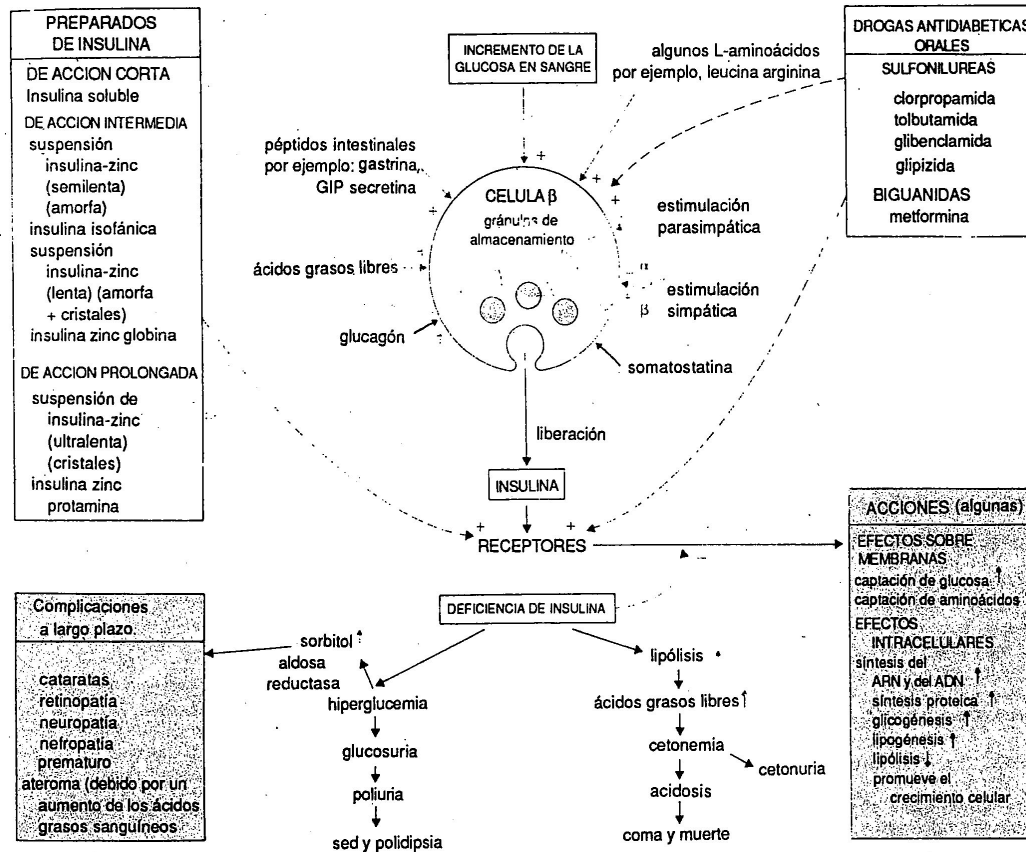 PREPARADOS
DE INSULINA
DE ACCION CORTA
Insulina soluble
DE ACCION INTERMEDIA
suspensión
insulina-zinc
(semilenta)
(amorfa)
insulina isofánica
suspensión
insulina-zinc
(lenta) (amorfa
+ cristales)
insulina zinc globina
DE ACCION PROLONGADA
suspensión de
insulina-zinc
(ultralenta)
(cristales)
insulina zinc
protamina
INCREMENTO DE LA
GLUCOSA EN SANGRE
algunos L-aminoácidos
por ejemplo, leucina arginina
péptidos intestinales
por ejemplo: gastrina,
GIP secretina
ácidos grasos libres
glucagón
CELULA β
gránulos de
almacenamiento
+
+
+
+
estimulación
parasimpática
α
β
estimulación
simpática
somatostatina
liberación
INSULINA
+
+
RECEPTORES
DROGAS ANTIDIABETICAS
ORALES
SULFONILUREAS
clorpropamida
tolbutamida
glibenclamida
glipizida
BIGUANIDAS
metformina
ACCIONES (algunas)
EFECTOS SOBRE
MEMBRANAS
captación de glucosa ↑
captación de aminoácidos
EFECTOS
INTRACELULARES
síntesis del
ARN y del ADN ↑
síntesis proteica ↑
glicogénesis ↑
lipogénesis ↑
lipólisis ↓
promueve el
crecimiento celular
DEFICIENCIA DE INSULINA
−
sorbitol ↑
aldosa
reductasa
hiperglucemia
glucosuria
poliuria
sed y polidipsia
lipólisis
ácidos grasos libres ↑
cetonemia
cetonuria
acidosis
coma y muerte
Complicaciones
a largo plazo
cataratas
retinopatía
neuropatía
nefropatía
prematuro
ateroma (debido por un
aumento de los ácidos
grasos sanguíneos